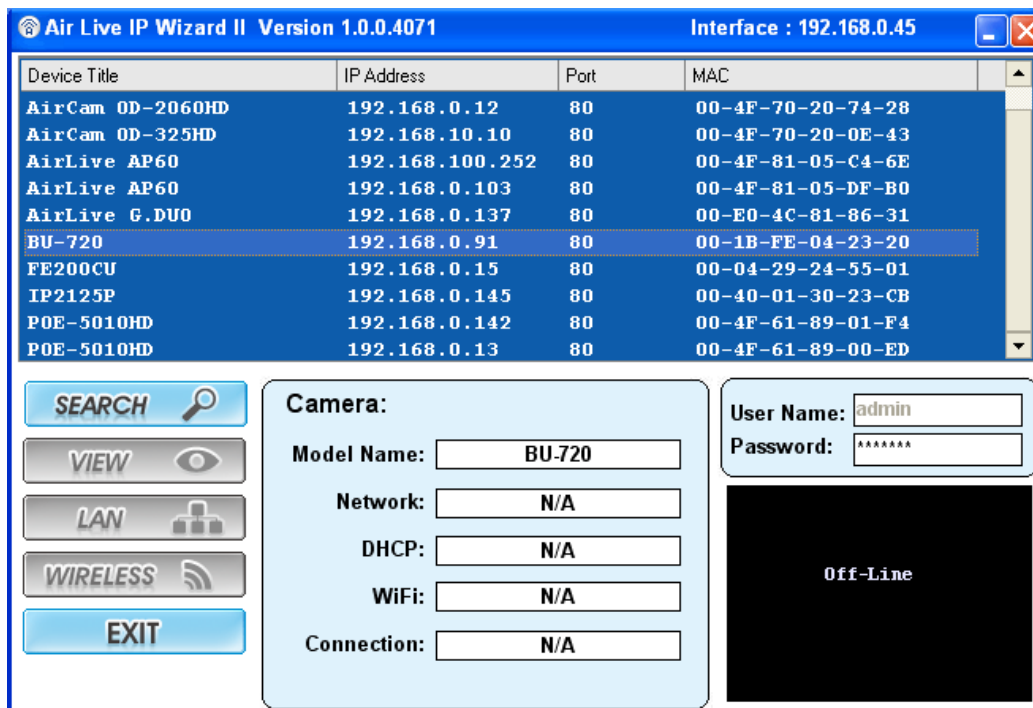 Air Live IP Wizard II Version 1.0.0.4071 Interface : 192.168.0.45
Device Title IP Address Port MAC
AirCam OD-2060HD 192.168.0.12 80 00-4F-70-20-74-28
AirCam OD-325HD 192.168.10.10 80 00-4F-70-20-0E-43
AirLive AP60 192.168.100.252 80 00-4F-81-05-C4-6E
AirLive AP60 192.168.0.103 80 00-4F-81-05-DF-B0
AirLive G.DUO 192.168.0.137 80 00-E0-4C-81-86-31
BU-720 192.168.0.91 80 00-1B-FE-04-23-20
FE200CU 192.168.0.15 80 00-04-29-24-55-01
IP2125P 192.168.0.145 80 00-40-01-30-23-CB
POE-5010HD 192.168.0.142 80 00-4F-61-89-01-F4
POE-5010HD 192.168.0.13 80 00-4F-61-89-00-ED
SEARCH
VIEW
LAN
WIRELESS
EXIT
Camera:
Model Name: BU-720
Network: N/A
DHCP: N/A
WiFi: N/A
Connection: N/A
User Name: admin
Password: *******
Off-Line